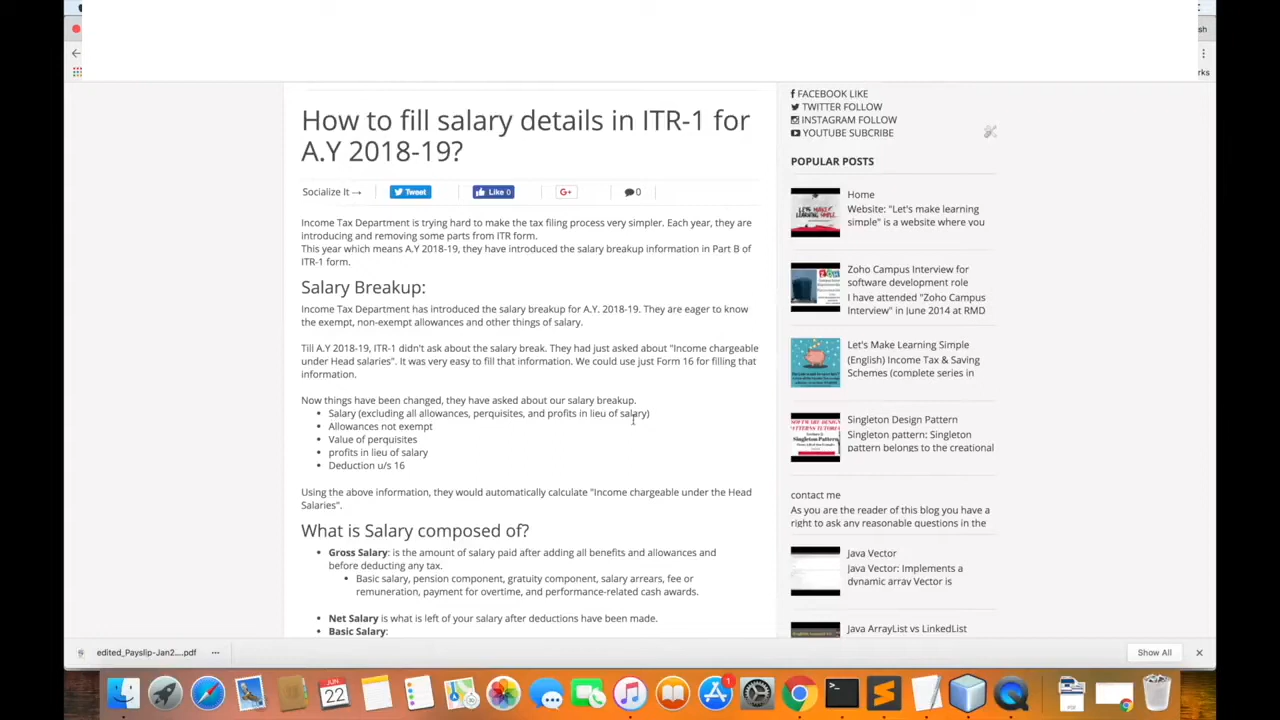 sh
rks
How to fill salary details in ITR-1 for
A.Y 2018-19?
Socialize It →
Tweet
Like 0
G+
0
Income Tax Department is trying hard to make the tax filing process very simpler. Each year, they are
introducing and removing some parts from ITR form.
This year which means A.Y 2018-19, they have introduced the salary breakup information in Part B of
ITR-1 form.
Salary Breakup:
Income Tax Department has introduced the salary breakup for A.Y. 2018-19. They are eager to know
the exempt, non-exempt allowances and other things of salary.
Till A.Y 2018-19, ITR-1 didn't ask about the salary break. They had just asked about "Income chargeable
under Head salaries". It was very easy to fill that information. We could use just Form 16 for filling that
information.
Now things have been changed, they have asked about our salary breakup.
• Salary (excluding all allowances, perquisites, and profits in lieu of salary)
• Allowances not exempt
• Value of perquisites
• profits in lieu of salary
• Deduction u/s 16
Using the above information, they would automatically calculate "Income chargeable under the Head
Salaries".
What is Salary composed of?
• Gross Salary: is the amount of salary paid after adding all benefits and allowances and
before deducting any tax.
• Basic salary, pension component, gratuity component, salary arrears, fee or
remuneration, payment for overtime, and performance-related cash awards.
• Net Salary is what is left of your salary after deductions have been made.
• Basic Salary:
FACEBOOK LIKE
TWITTER FOLLOW
INSTAGRAM FOLLOW
YOUTUBE SUBCRIBE
POPULAR POSTS
Home
Website: "Let's make learning
simple" is a website where you
Zoho Campus Interview for
software development role
I have attended "Zoho Campus
Interview" in June 2014 at RMD
Let's Make Learning Simple
(English) Income Tax & Saving
Schemes (complete series in
Singleton Design Pattern
Singleton pattern: Singleton
pattern belongs to the creational
contact me
As you are the reader of this blog you have a
right to ask any reasonable questions in the
Java Vector
Java Vector: Implements a
dynamic array Vector is
Java ArrayList vs LinkedList
edited_Payslip-Jan2....pdf
Show All
JUN
22
1